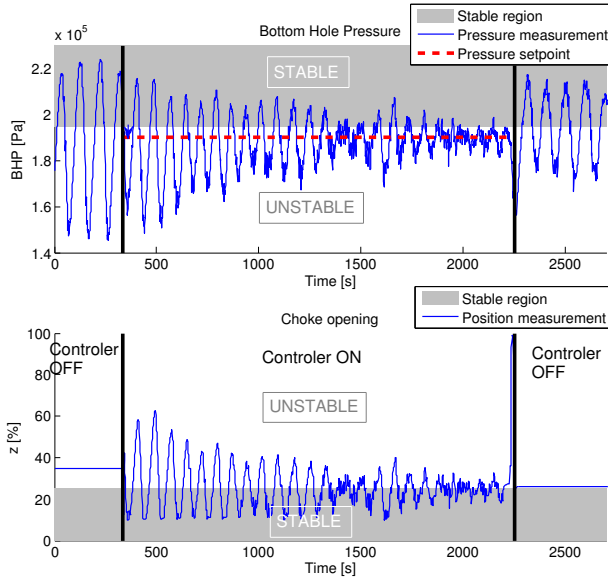 Bottom Hole Pressure
x 10⁵
Stable region
Pressure measurement
Pressure setpoint
STABLE
UNSTABLE
BHP [Pa]
2.2
2
1.8
1.6
1.4
0 500 1000 1500 2000 2500
Time [s]
Choke opening
Stable region
Position measurement
Controler
OFF
Controler ON
Controler
OFF
UNSTABLE
STABLE
z [%]
100
80
60
40
20
0
0 500 1000 1500 2000 2500
Time [s]